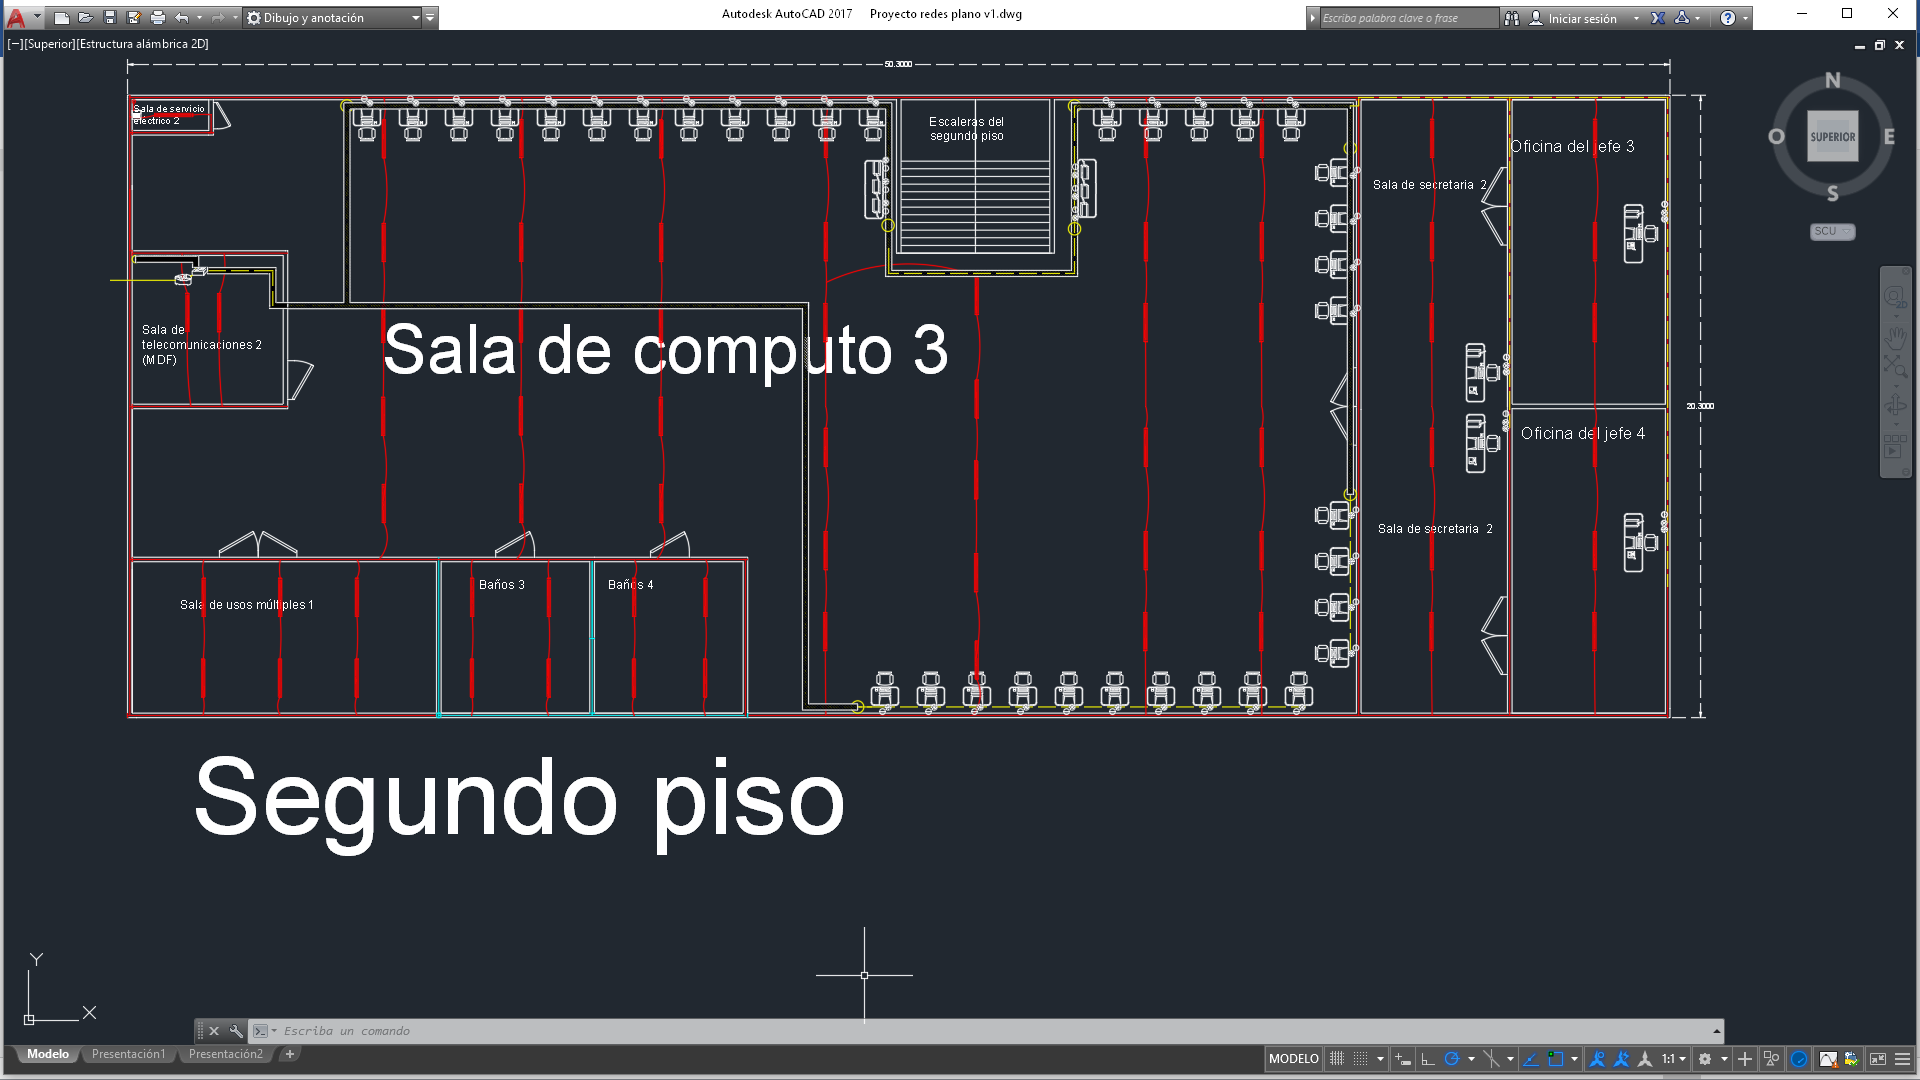 Dibujo y anotación
Autodesk AutoCAD 2017    Proyecto redes plano v1.dwg
Escriba palabra clave o frase
Iniciar sesión
[−][Superior][Estructura alámbrica 2D]
50.3000
Sala de servicio
eléctrico 2
Escaleras del
segundo piso
Oficina del jefe 3
Sala de secretaria 2
N
O
SUPERIOR
E
S
SCU
Sala de
telecomunicaciones 2
(MDF)
Sala de computo 3
20.3000
Oficina del jefe 4
Sala de secretaria 2
Baños 3
Baños 4
Sala de usos múltiples 1
Segundo piso
Y
X
Escriba un comando
Modelo
Presentación1
Presentación2
+
MODELO
1:1